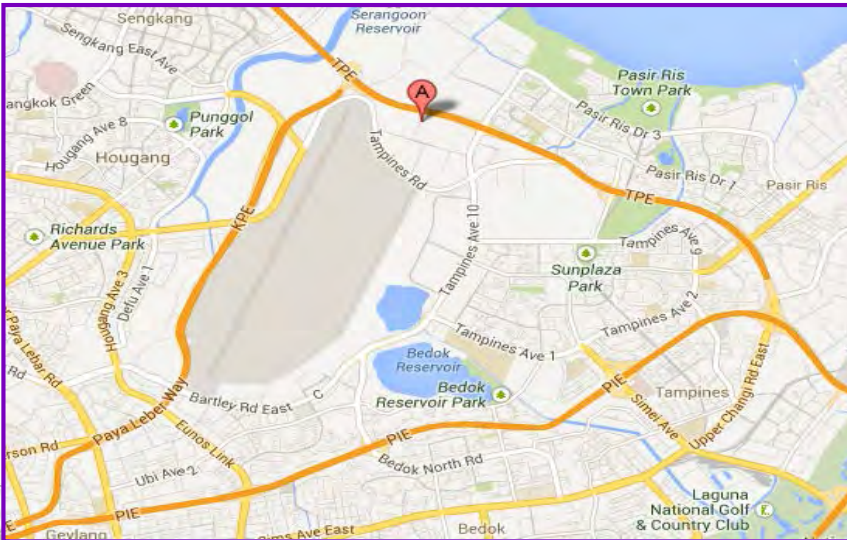 Sengkang
Serangoon
Reservoir
Sengkang East Ave
TPE
A
Pasir Ris
Town Park
angkok Green
Punggol
Park
Pasir Ris Dr 3
Hougang Ave 8
Hougang
Tampines Rd
Pasir Ris Dr 1
Pasir Ris
TPE
KPE
Richards
Avenue Park
Tampines Ave 10
Tampines Ave 9
Sunplaza
Park
Hougang Ave 3
Defu Ave 1
Tampines Ave 2
r Paya Lebar Rd
Tampines Ave 1
Bedok
Reservoir
Rd
Bedok
Reservoir Park
PIE
Tampines
Bartley Rd East
C
Upper Changi Rd East
Simei Ave
Paya Leber Way
Eunos Link
PIE
rson Rd
Ubi Ave 2
Bedok North Rd
Laguna
National Golf
& Country Club
PIE
E
Geylang
Sims Ave East
Bedok